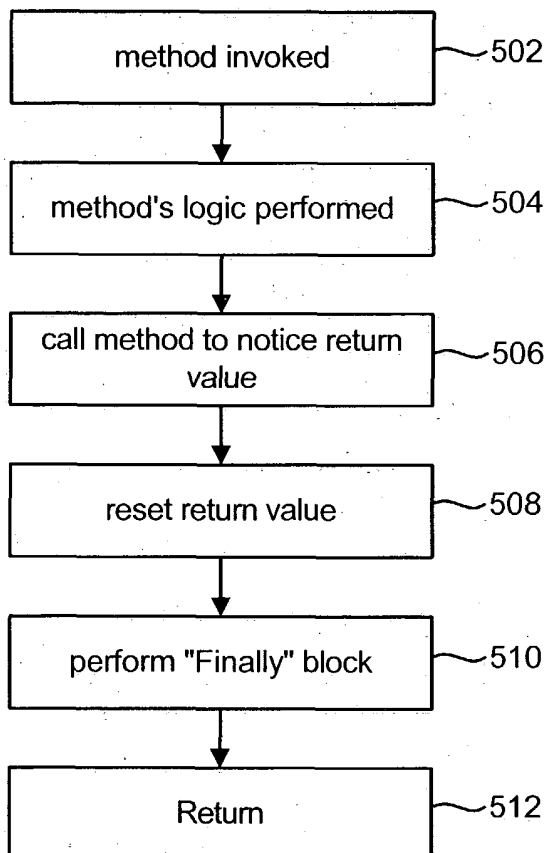 method invoked
502
method's logic performed
504
call method to notice return
value
506
reset return value
508
perform "Finally" block
510
Return
512